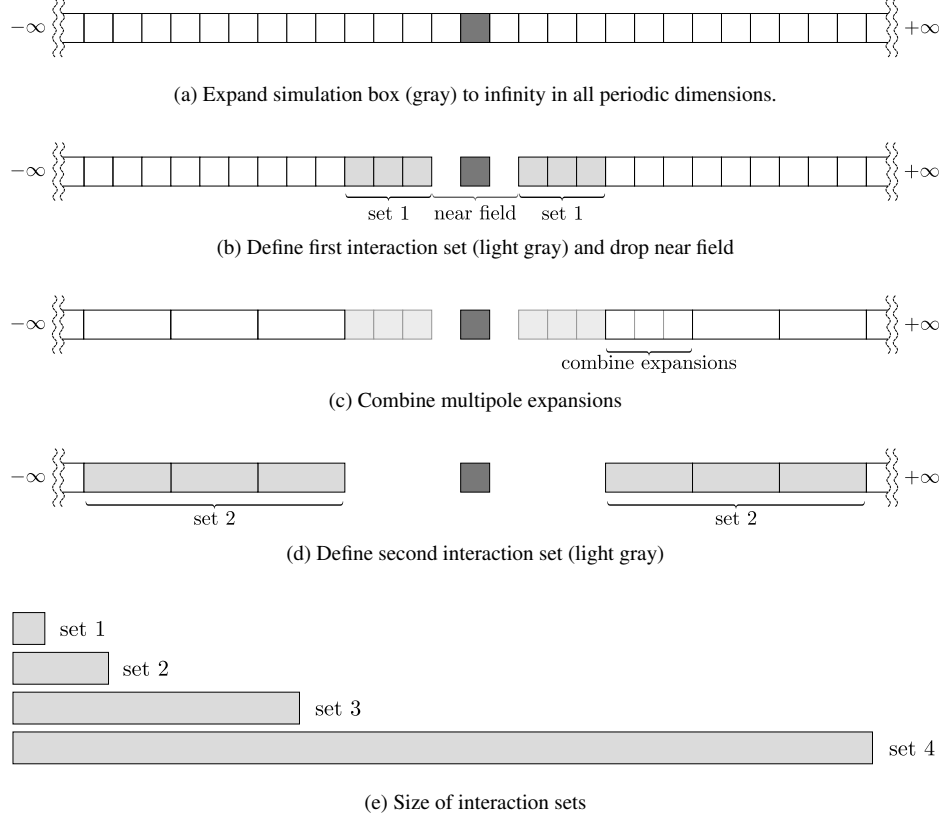 −∞ +∞
(a) Expand simulation box (gray) to infinity in all periodic dimensions.
−∞ +∞
set 1 near field set 1
(b) Define first interaction set (light gray) and drop near field
−∞ +∞
combine expansions
(c) Combine multipole expansions
−∞ +∞
set 2 set 2
(d) Define second interaction set (light gray)
set 1
set 2
set 3
set 4
(e) Size of interaction sets